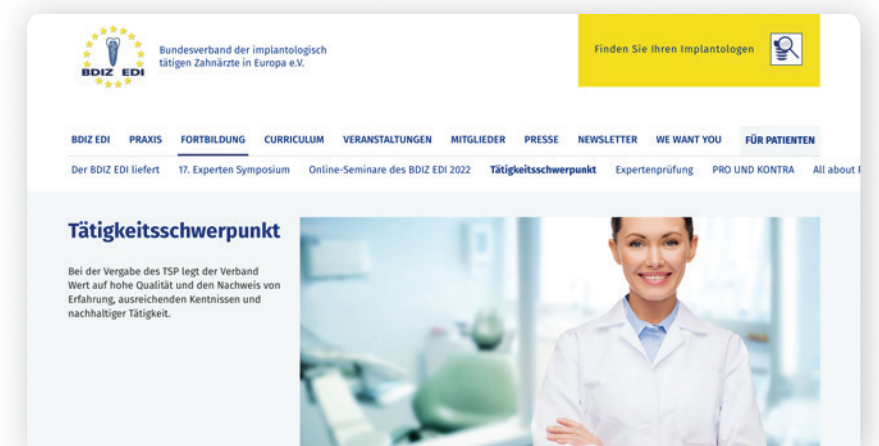 BDIZ EDI
Bundesverband der implantologisch
tätigen Zahnärzte in Europa e.V.
Finden Sie Ihren Implantologen
BDIZ EDI PRAXIS FORTBILDUNG CURRICULUM VERANSTALTUNGEN MITGLIEDER PRESSE NEWSLETTER WE WANT YOU FÜR PATIENTEN
Der BDIZ EDI liefert 17. Experten Symposium Online-Seminare des BDIZ EDI 2022 Tätigkeitsschwerpunkt Expertenprüfung PRO UND KONTRA All about
Tätigkeitsschwerpunkt
Bei der Vergabe des TSP legt der Verband
Wert auf hohe Qualität und den Nachweis von
Erfahrung, ausreichenden Kentnissen und
nachhaltiger Tätigkeit.